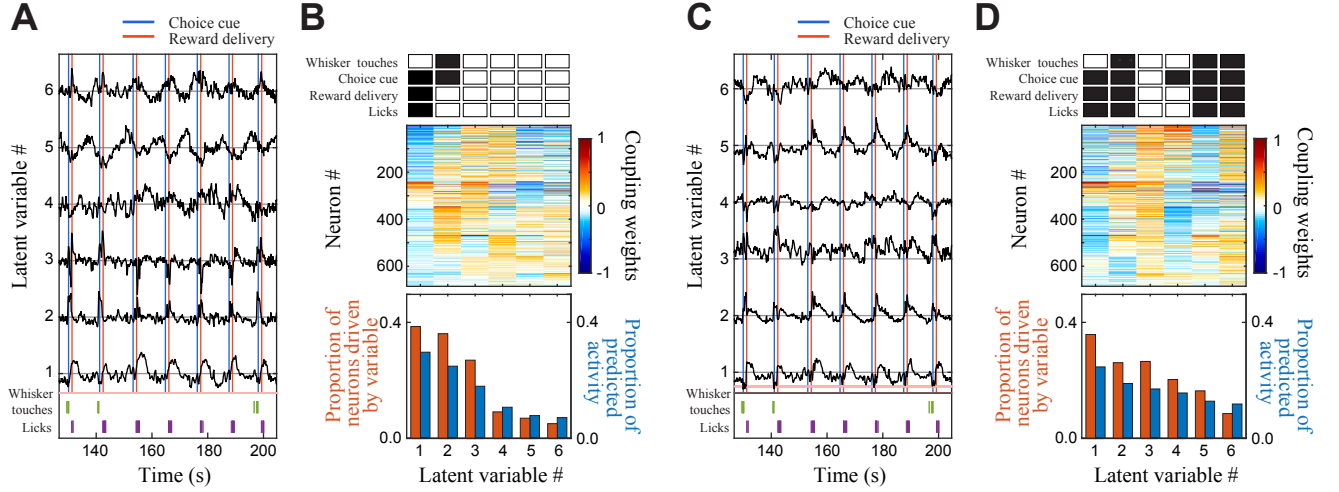 A
Choice cue
Reward delivery
Latent variable #
6
5
4
3
2
1
Whisker
touches
Licks
140
160
180
200
Time (s)
B
Whisker touches
Choice cue
Reward delivery
Licks
Neuron #
200
400
600
1
0
-1
Coupling weights
Proportion of
neurons driven
by variable
0.4
0.0
0.4
0.0
Proportion of
predicted
activity
1 2 3 4 5 6
Latent variable #
C
Choice cue
Reward delivery
Latent variable #
6
5
4
3
2
1
Whisker
touches
Licks
140
160
180
200
Time (s)
D
Whisker touches
Choice cue
Reward delivery
Licks
Neuron #
200
400
600
1
0
-1
Coupling weights
Proportion of
neurons driven
by variable
0.4
0.0
0.4
0.0
Proportion of
predicted
activity
1 2 3 4 5 6
Latent variable #